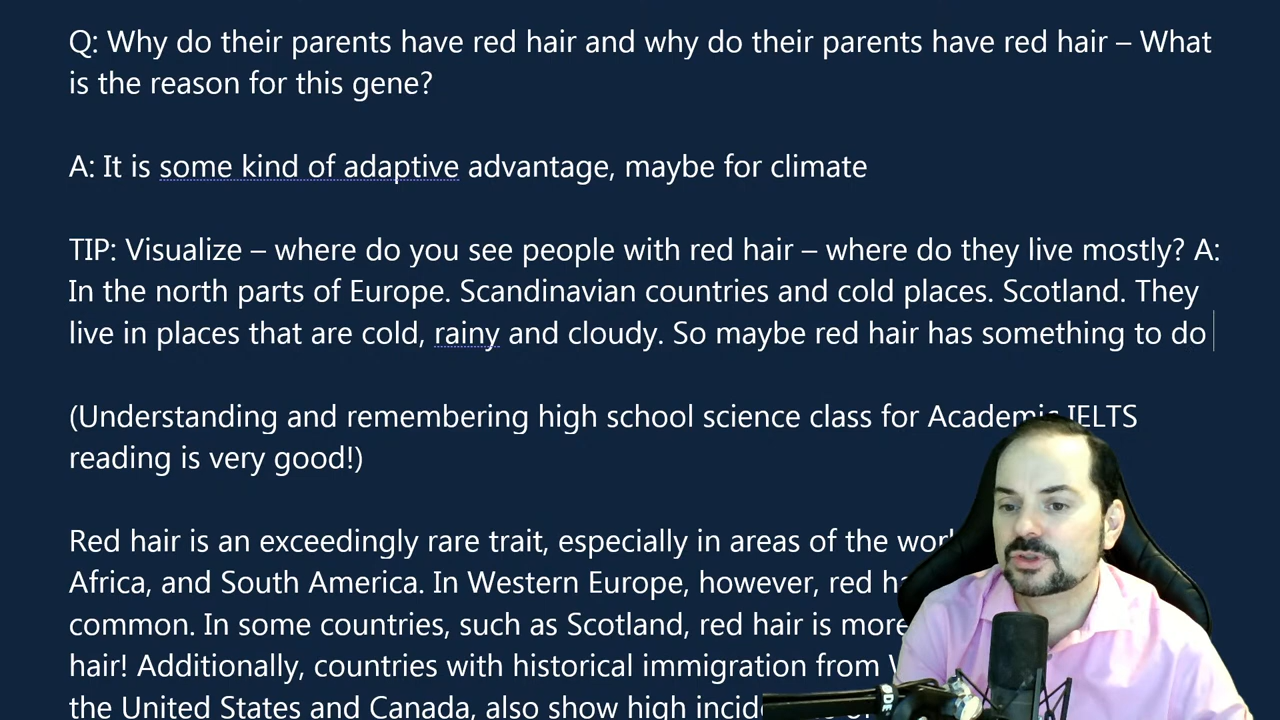 Q: Why do their parents have red hair and why do their parents have red hair – What
is the reason for this gene?
A: It is some kind of adaptive advantage, maybe for climate
TIP: Visualize – where do you see people with red hair – where do they live mostly? A:
In the north parts of Europe. Scandinavian countries and cold places. Scotland. They
live in places that are cold, rainy and cloudy. So maybe red hair has something to do
(Understanding and remembering high school science class for Academic IELTS
reading is very good!)
Red hair is an exceedingly rare trait, especially in areas of the
Africa, and South America. In Western Europe, however, red
common. In some countries, such as Scotland, red hair is more
hair! Additionally, countries with historical immigration from
the United States and Canada, also show high